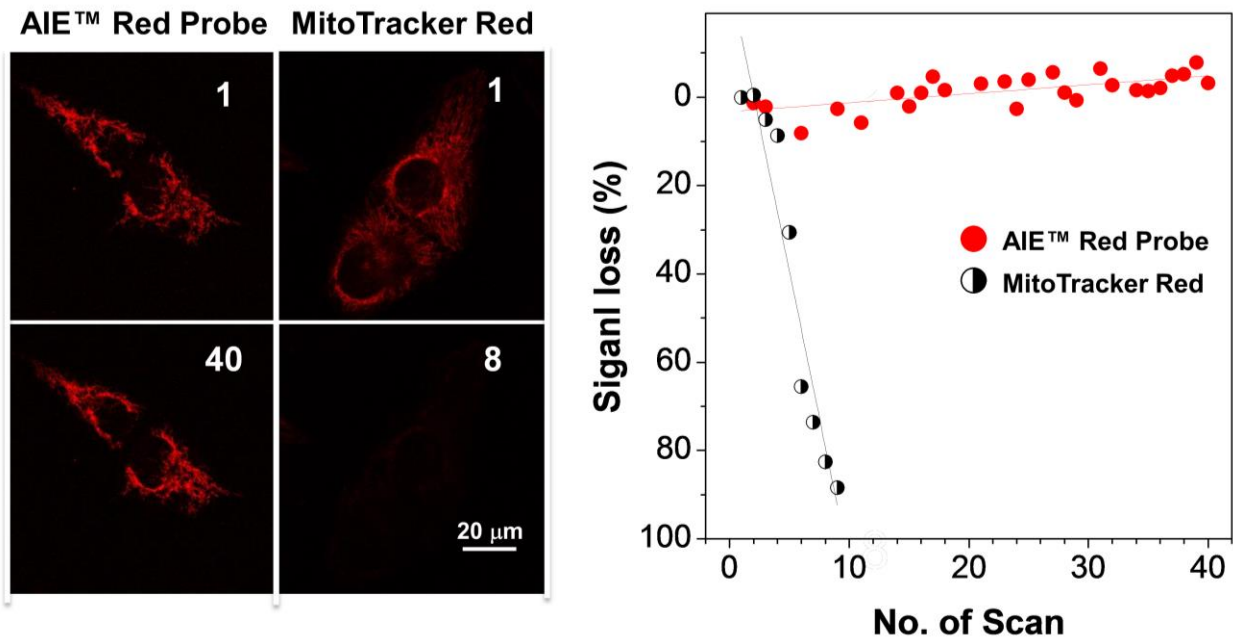 AIE™ Red Probe
MitoTracker Red
1
1
40
8
20 μm
Siganl loss (%)
0
20
40
60
80
100
AIE™ Red Probe
MitoTracker Red
0
10
20
30
40
No. of Scan